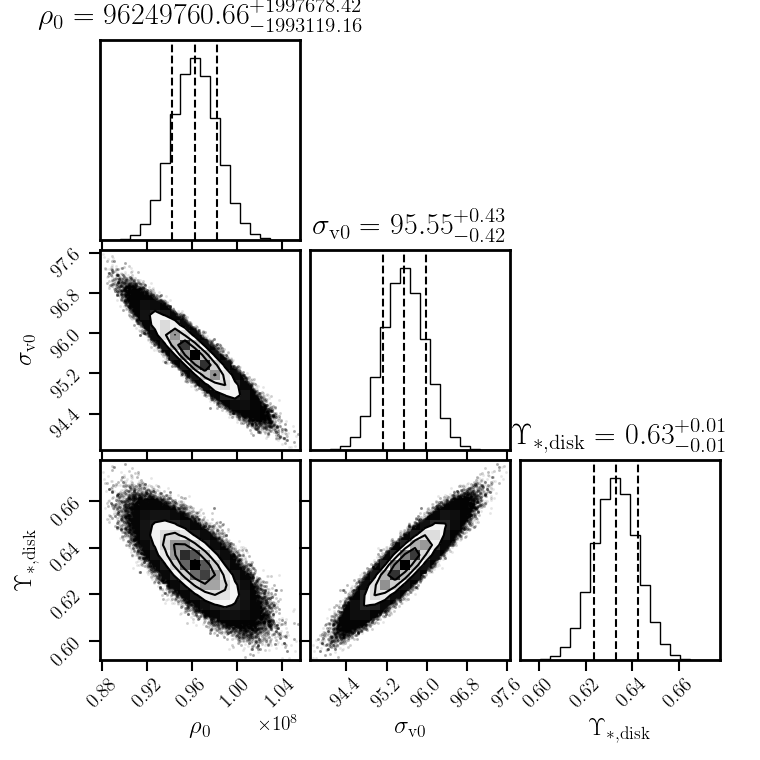 ρ₀ = 96249760.66⁺¹⁹⁹⁷⁶⁷⁸·⁴²₋₁₉₉₃₁₁₉.₁₆
σᵥ₀ = 95.55⁺⁰·⁴³₋₀.₄₂
97.6
96.8
96.0
95.2
94.4
σᵥ₀
ϒ*,disk = 0.63⁺⁰·⁰¹₋₀.₀₁
0.66
0.64
0.62
0.60
ϒ*,disk
0.88 0.92 0.96 1.00 1.04
×10⁸
ρ₀
94.4 95.2 96.0 96.8 97.6
σᵥ₀
0.60 0.62 0.64 0.66
ϒ*,disk